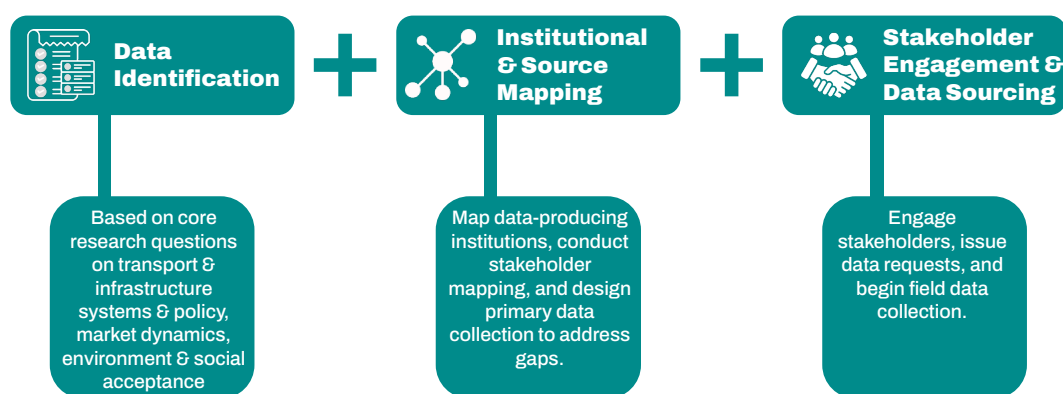 Data
Identification
Based on core
research questions
on transport &
infrastructure
systems & policy,
market dynamics,
environment & social
acceptance
Institutional
& Source
Mapping
Map data-producing
institutions, conduct
stakeholder
mapping, and design
primary data
collection to address
gaps.
Stakeholder
Engagement &
Data Sourcing
Engage
stakeholders, issue
data requests, and
begin field data
collection.